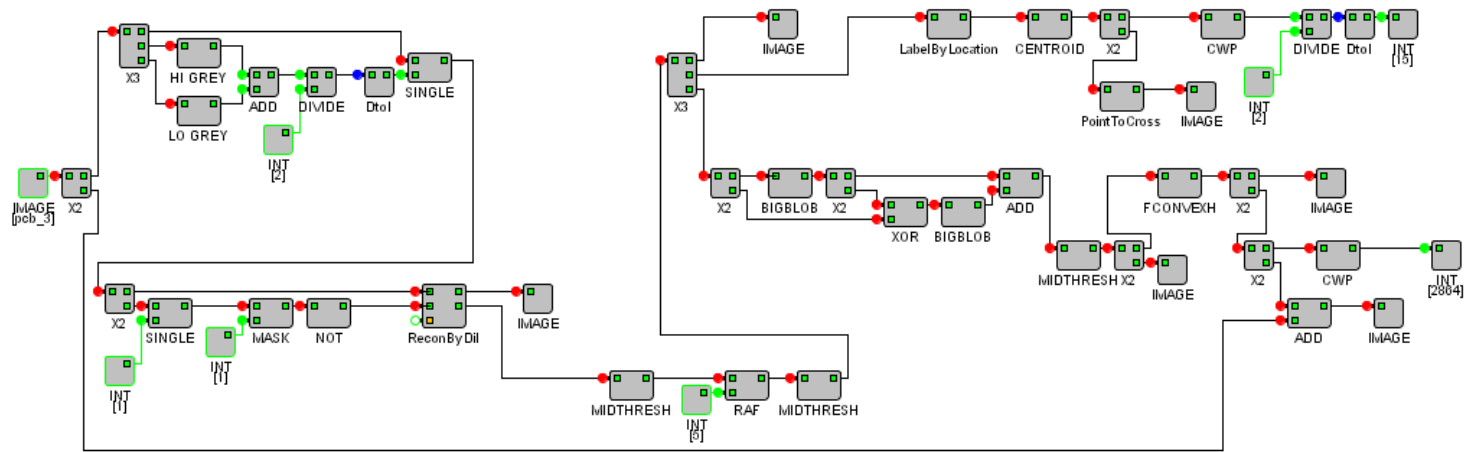 IMAGE
[pcb_3]
X2
X3
HI GREY
LO GREY
ADD
INT
[2]
DIVIDE
DtoI
SINGLE
X2
INT
[1]
SINGLE
INT
[1]
MASK
NOT
ReconByDil
IMAGE
MIDTHRESH
INT
[5]
RAF
MIDTHRESH
X3
IMAGE
LabelByLocation
CENTROID
X2
PointToCross
IMAGE
CWP
INT
[2]
DIVIDE
DtoI
INT
[15]
X2
BIGBLOB
X2
XOR
BIGBLOB
ADD
MIDTHRESH
X2
IMAGE
FCONVEXH
X2
IMAGE
X2
CWP
INT
[2864]
ADD
IMAGE